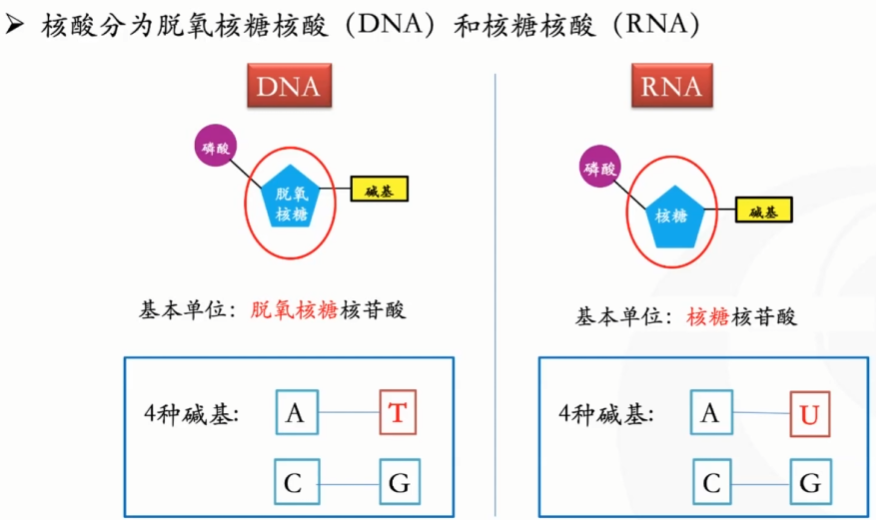 ➤ 核酸分为脱氧核糖核酸（DNA）和核糖核酸（RNA）
DNA
磷酸
脱氧
核糖
碱基
基本单位：脱氧核糖核苷酸
4种碱基:
A
T
C
G
RNA
磷酸
核糖
碱基
基本单位：核糖核苷酸
4种碱基:
A
U
C
G